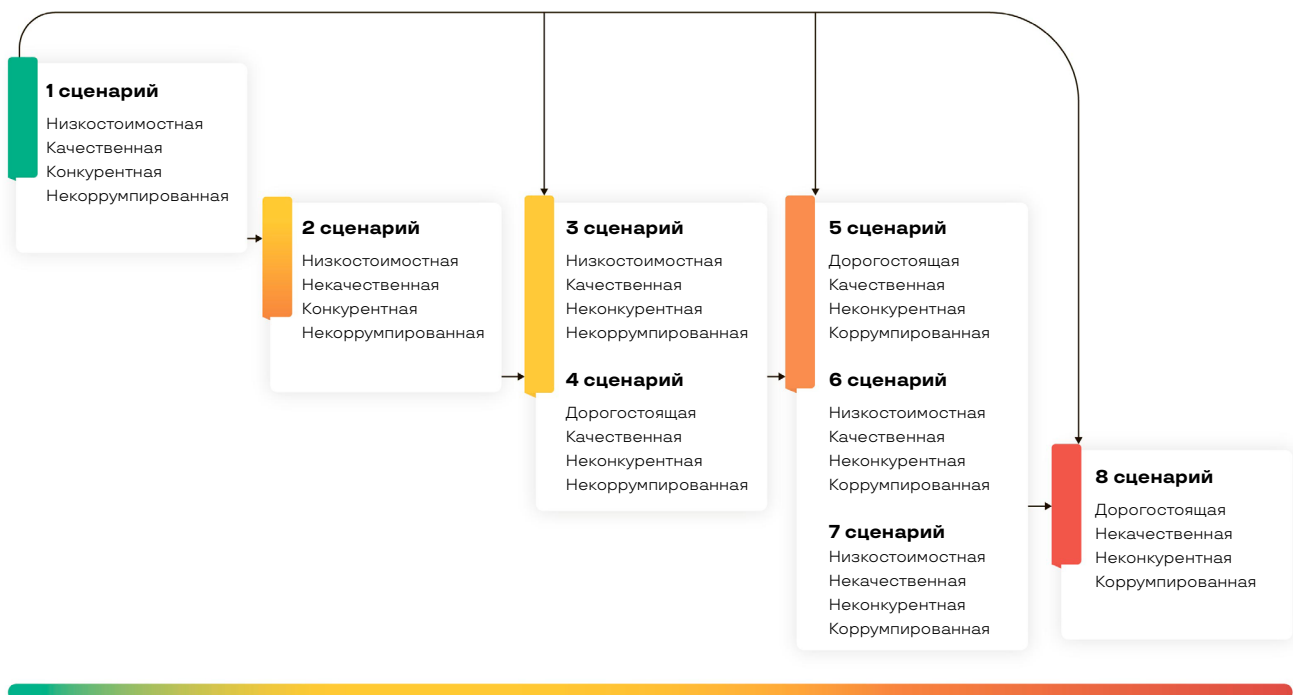 1 сценарий
Низкостоимостная
Качественная
Конкурентная
Некоррумпированная
2 сценарий
Низкостоимостная
Некачественная
Конкурентная
Некоррумпированная
3 сценарий
Низкостоимостная
Качественная
Неконкурентная
Некоррумпированная
4 сценарий
Дорогостоящая
Качественная
Неконкурентная
Некоррумпированная
5 сценарий
Дорогостоящая
Качественная
Неконкурентная
Коррумпированная
6 сценарий
Низкостоимостная
Качественная
Неконкурентная
Коррумпированная
7 сценарий
Низкостоимостная
Некачественная
Неконкурентная
Коррумпированная
8 сценарий
Дорогостоящая
Некачественная
Неконкурентная
Коррумпированная